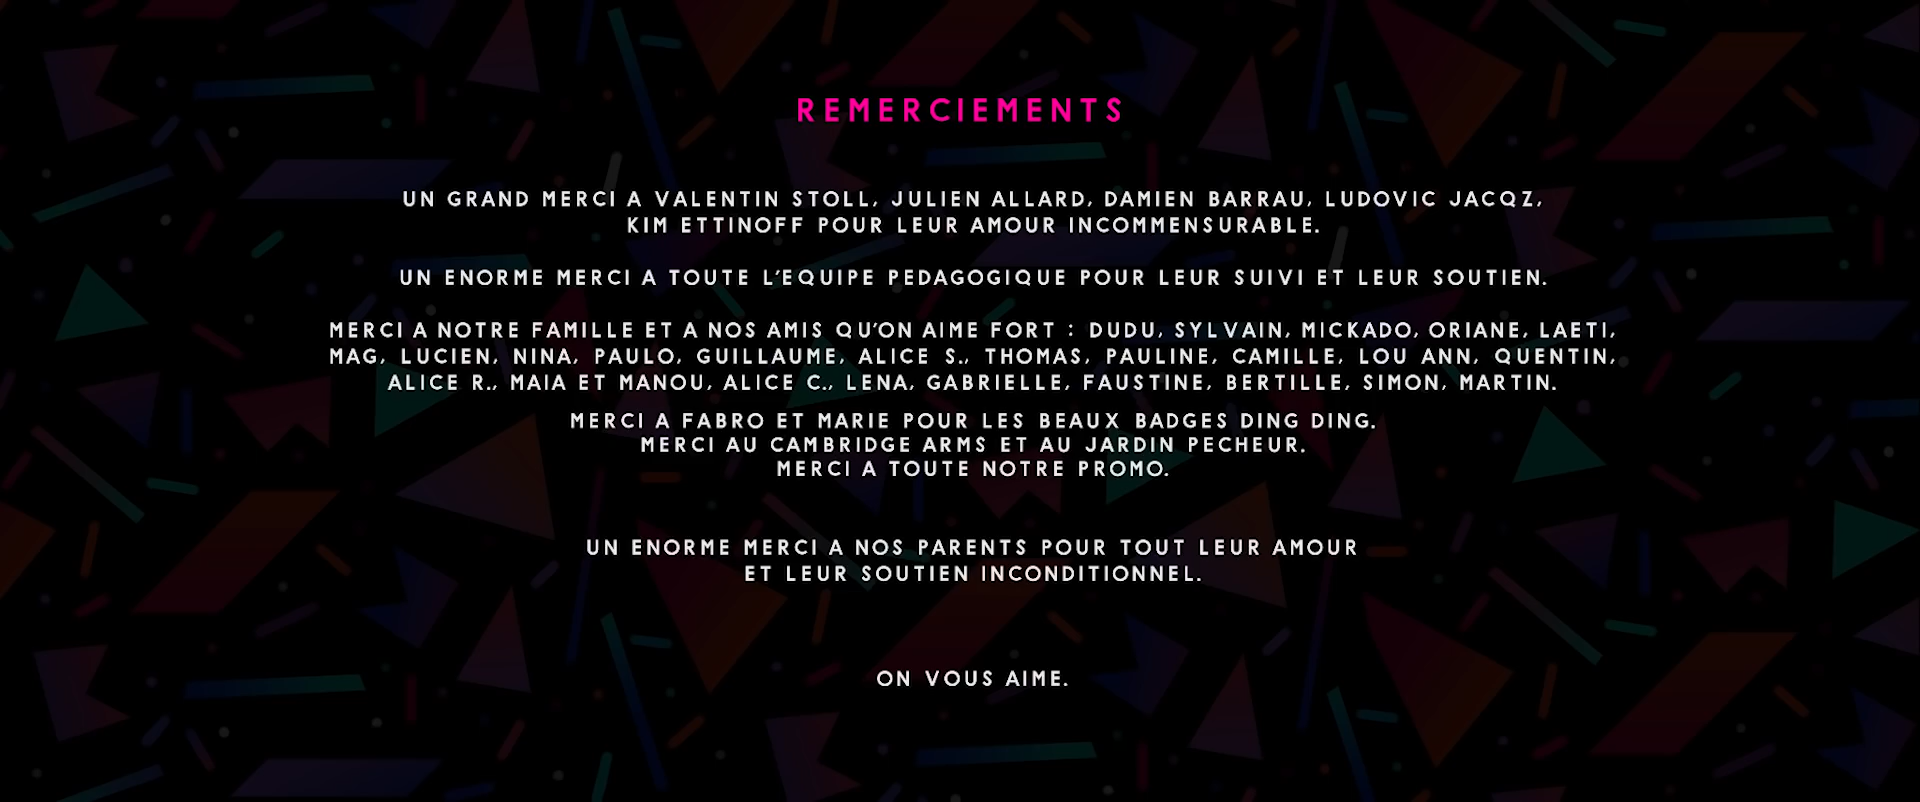 REMERCIEMENTS
UN GRAND MERCI A VALENTIN STOLL, JULIEN ALLARD, DAMIEN BARRAU, LUDOVIC JACQZ,
KIM ETTINOFF POUR LEUR AMOUR INCOMMENSURABLE.
UN ENORME MERCI A TOUTE L'EQUIPE PEDAGOGIQUE POUR LEUR SUIVI ET LEUR SOUTIEN.
MERCI A NOTRE FAMILLE ET A NOS AMIS QU'ON AIME FORT : DUDU, SYLVAIN, MICKADO, ORIANE, LAETI,
MAG, LUCIEN, NINA, PAULO, GUILLAUME, ALICE S., THOMAS, PAULINE, CAMILLE, LOU ANN, QUENTIN,
ALICE R., MAIA ET MANOU, ALICE C., LENA, GABRIELLE, FAUSTINE, BERTILLE, SIMON, MARTIN.
MERCI A FABRO ET MARIE POUR LES BEAUX BADGES DING DING.
MERCI AU CAMBRIDGE ARMS ET AU JARDIN PECHEUR.
MERCI A TOUTE NOTRE PROMO.
UN ENORME MERCI A NOS PARENTS POUR TOUT LEUR AMOUR
ET LEUR SOUTIEN INCONDITIONNEL.
ON VOUS AIME.